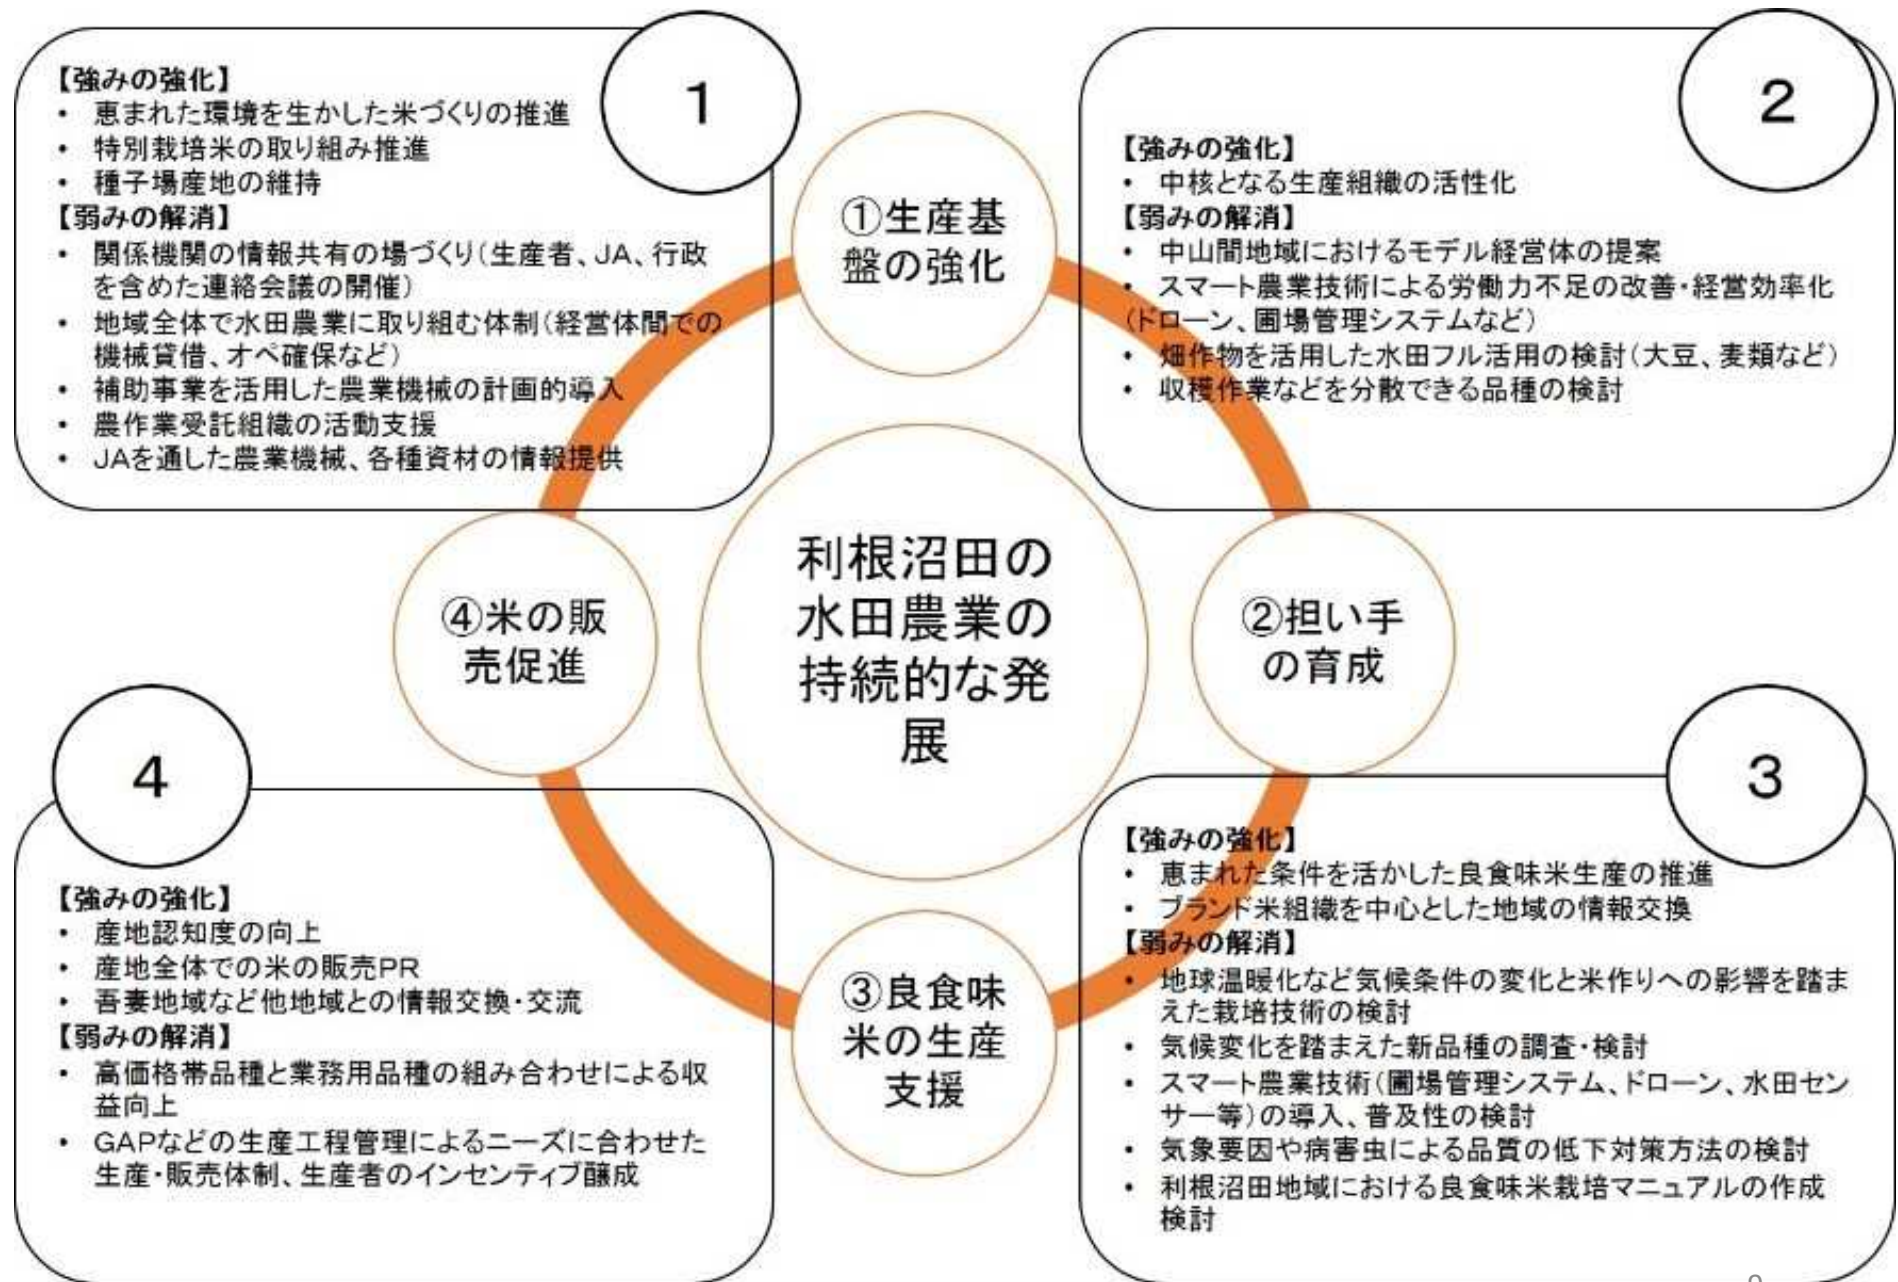 1
【強みの強化】
• 恵まれた環境を生かした米づくりの推進
• 特別栽培米の取り組み推進
• 種子場産地の維持
【弱みの解消】
• 関係機関の情報共有の場づくり(生産者、JA、行政
を含めた連絡会議の開催)
• 地域全体で水田農業に取り組む体制(経営体間での
機械貸借、オペ確保など)
• 補助事業を活用した農業機械の計画的導入
• 農作業受託組織の活動支援
• JAを通した農業機械、各種資材の情報提供
2
【強みの強化】
• 中核となる生産組織の活性化
【弱みの解消】
• 中山間地域におけるモデル経営体の提案
• スマート農業技術による労働力不足の改善・経営効率化
(ドローン、圃場管理システムなど)
• 畑作物を活用した水田フル活用の検討(大豆、麦類など)
• 収穫作業などを分散できる品種の検討
①生産基
盤の強化
利根沼田の
水田農業の
持続的な発
展
④米の販
売促進
②担い手
の育成
③良食味
米の生産
支援
4
【強みの強化】
• 産地認知度の向上
• 産地全体での米の販売PR
• 吾妻地域など他地域との情報交換・交流
【弱みの解消】
• 高価格帯品種と業務用品種の組み合わせによる収
益向上
• GAPなどの生産工程管理によるニーズに合わせた
生産・販売体制、生産者のインセンティブ醸成
3
【強みの強化】
• 恵まれた条件を活かした良食味米生産の推進
• ブランド米組織を中心とした地域の情報交換
【弱みの解消】
• 地球温暖化など気候条件の変化と米作りへの影響を踏ま
えた栽培技術の検討
• 気候変化を踏まえた新品種の調査・検討
• スマート農業技術(圃場管理システム、ドローン、水田セン
サー等)の導入、普及性の検討
• 気象要因や病害虫による品質の低下対策方法の検討
• 利根沼田地域における良食味米栽培マニュアルの作成
検討